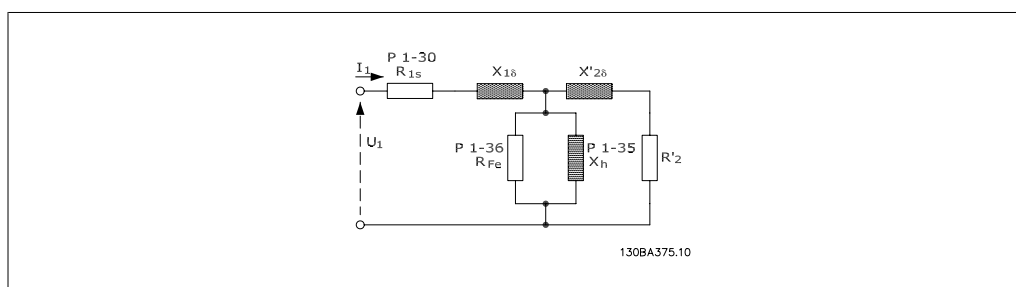 P 1-30
I1 R1s X1δ X'2δ
U1
P 1-36 P 1-35
RFe Xh R'2
130BA375.10